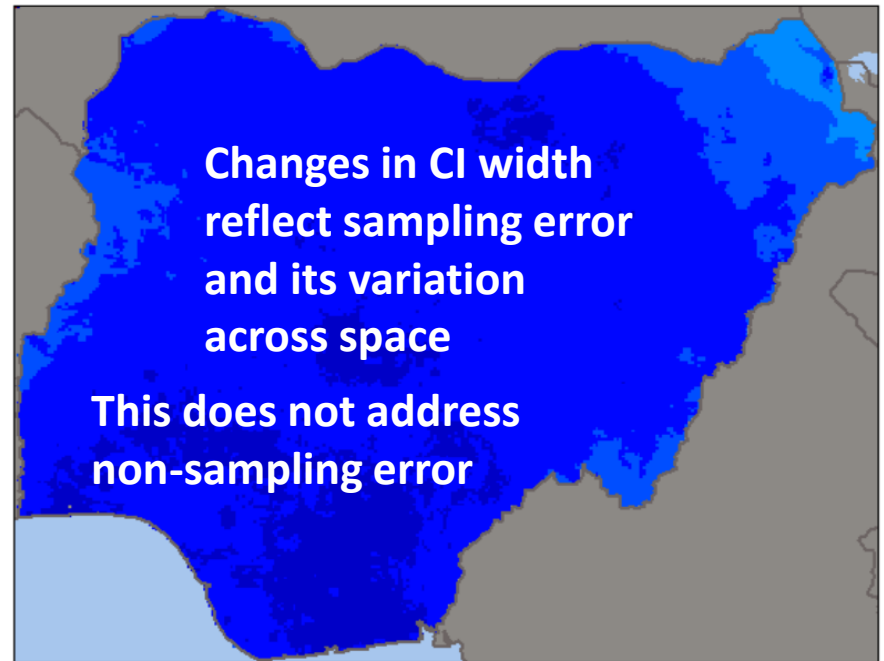 Changes in CI width
reflect sampling error
and its variation
across space
This does not address
non-sampling error